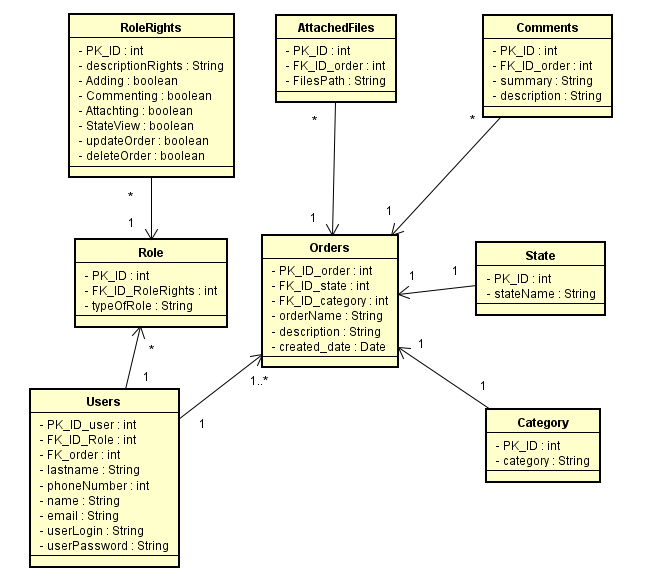 RoleRights
- PK_ID : int
- descriptionRights : String
- Adding : boolean
- Commenting : boolean
- Attachting : boolean
- StateView : boolean
- updateOrder : boolean
- deleteOrder : boolean
AttachedFiles
- PK_ID : int
- FK_ID_order : int
- FilesPath : String
Comments
- PK_ID : int
- FK_ID_order : int
- summary : String
- description : String
*
1
*
1
*
1
Role
- PK_ID : int
- FK_ID_RoleRights : int
- typeOfRole : String
Orders
- PK_ID_order : int
- FK_ID_state : int
- FK_ID_category : int
- orderName : String
- description : String
- created_date : Date
State
- PK_ID : int
- stateName : String
1
1
*
1
1..*
1
1
1
Users
- PK_ID_user : int
- FK_ID_Role : int
- FK_order : int
- lastname : String
- phoneNumber : int
- name : String
- email : String
- userLogin : String
- userPassword : String
Category
- PK_ID : int
- category : String